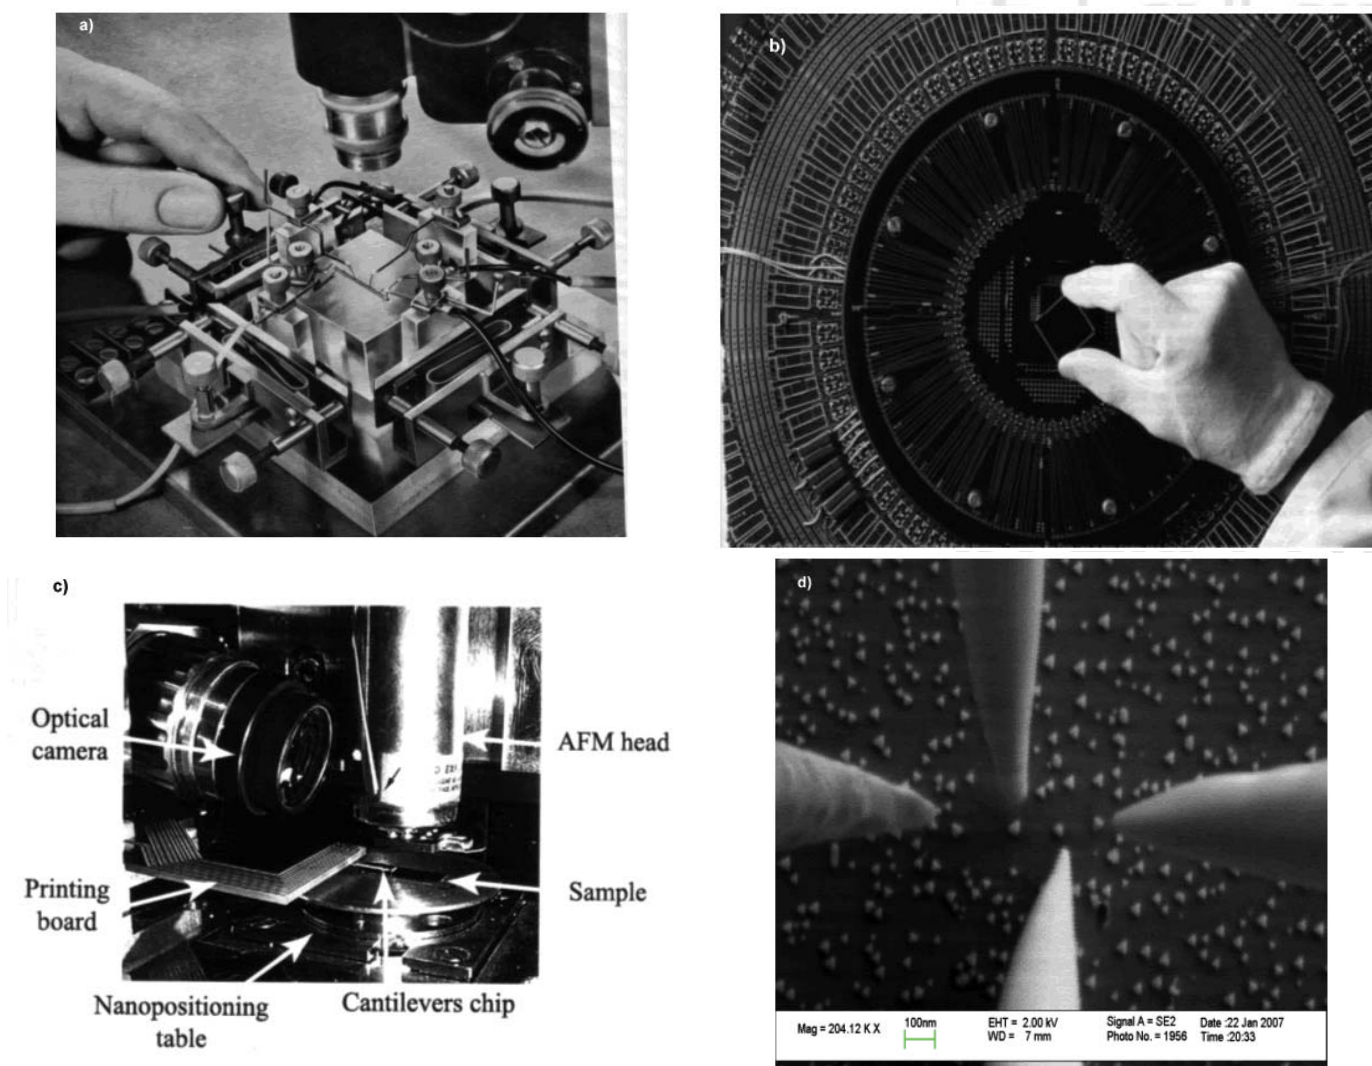 a)
b)
c)
Optical
camera
AFM head
Printing
board
Sample
Nanopositioning
table
Cantilevers chip
d)
Mag = 204.12 K X
100nm
EHT = 2.00 kV
WD = 7 mm
Signal A = SE2
Photo No. = 1956
Date :22 Jan 2007
Time :20:33